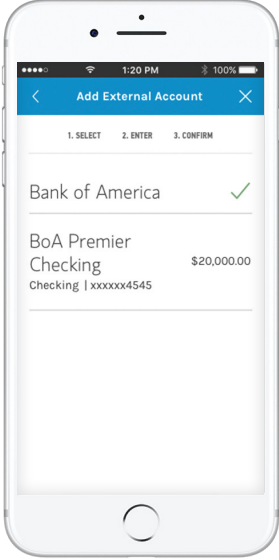 1:20 PM 100%
Add External Account
1. SELECT 2. ENTER 3. CONFIRM
Bank of America
BoA Premier
Checking $20,000.00
Checking | xxxxxx4545